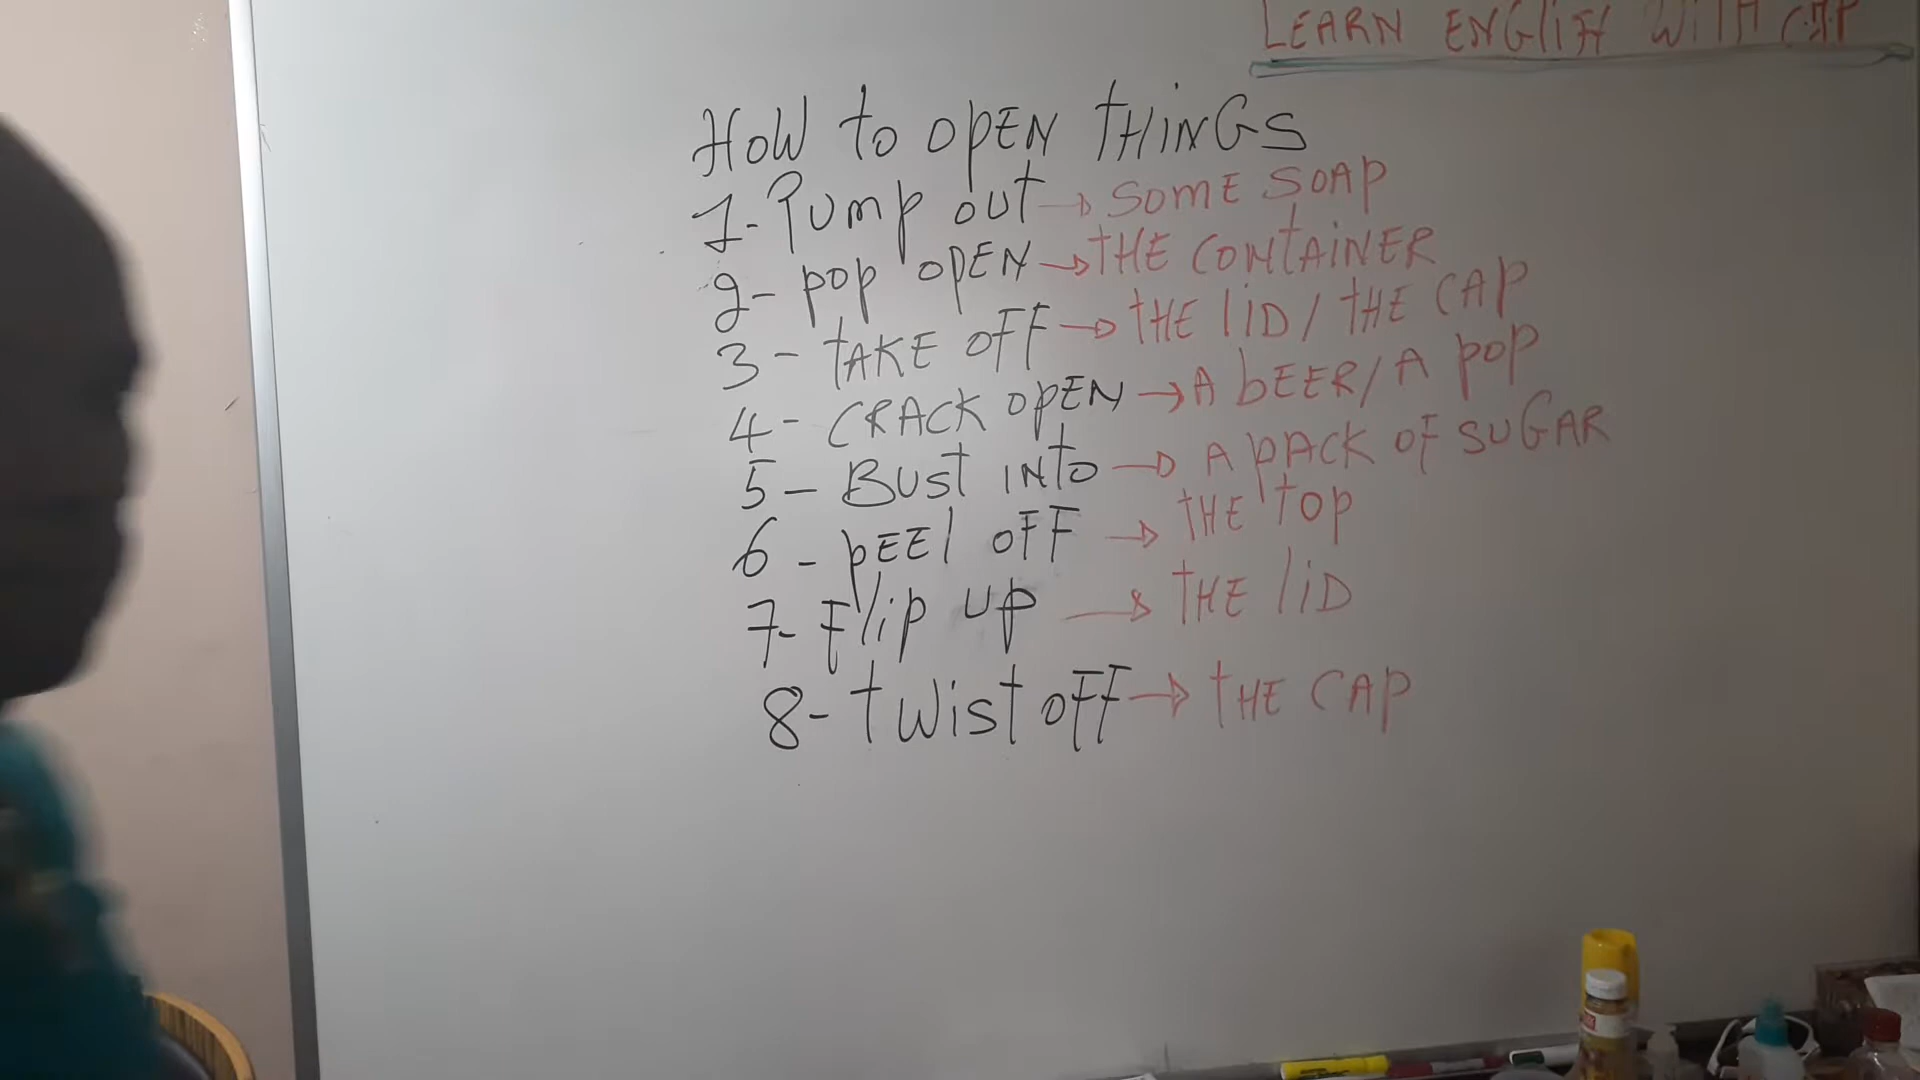 LEARN ENGLISH WITH CAP
HOW to OPEN THINGS
1- Pump out → SOME SOAP
2- pop OPEN → THE CONTAINER
3- TAKE OFF → THE LID / THE CAP
4- CRACK OPEN → A BEER / A POP
5- BUST INTO → A PACK OF SUGAR
6- PEEL OFF → THE TOP
7- FLIP UP → THE LID
8- TWIST OFF → THE CAP